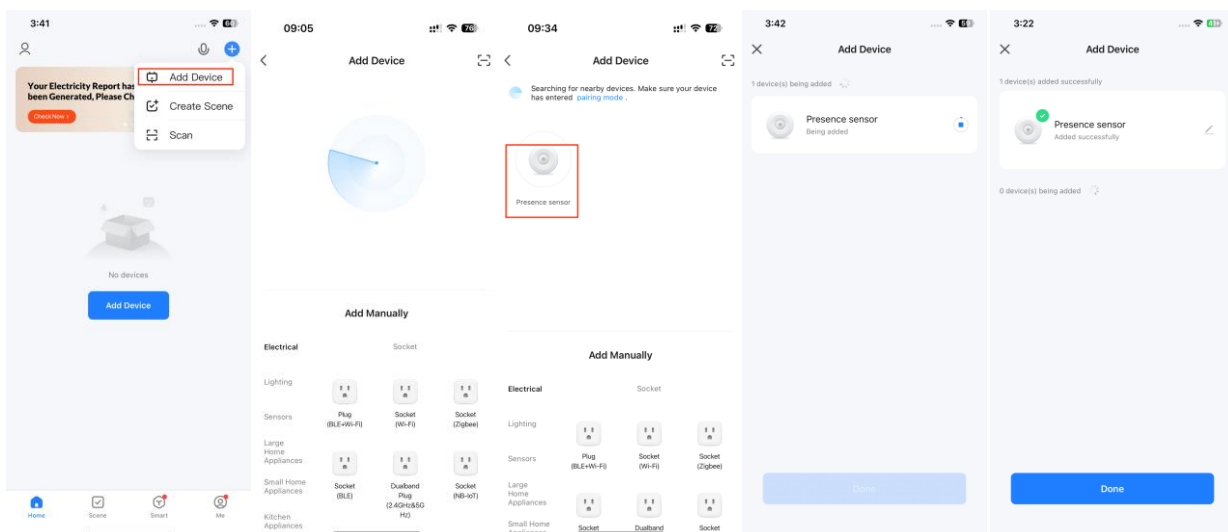 3:41
Your Electricity Report has
been Generated, Please Ch
Check Now >
Add Device
Create Scene
Scan
No devices
Add Device
Home
Scene
Smart
Me
09:05
76
Add Device
Add Manually
Electrical
Socket
Lighting
Sensors
Large
Home
Appliances
Small Home
Appliances
Kitchen
Appliances
Plug
(BLE+Wi-Fi)
Socket
(Wi-Fi)
Socket
(Zigbee)
Socket
(BLE)
Dualband
Plug
(2.4GHz&5G
Hz)
Socket
(NB-IoT)
09:34
72
Add Device
Searching for nearby devices. Make sure your device
has entered pairing mode .
Presence sensor
Add Manually
Electrical
Socket
Lighting
Sensors
Large
Home
Appliances
Small Home
Appliances
Plug
(BLE+Wi-Fi)
Socket
(Wi-Fi)
Socket
(Zigbee)
Socket
Dualband
Socket
3:42
Add Device
1 device(s) being added
Presence sensor
Being added
Done
3:22
Add Device
1 device(s) added successfully
Presence sensor
Added successfully
0 device(s) being added
Done